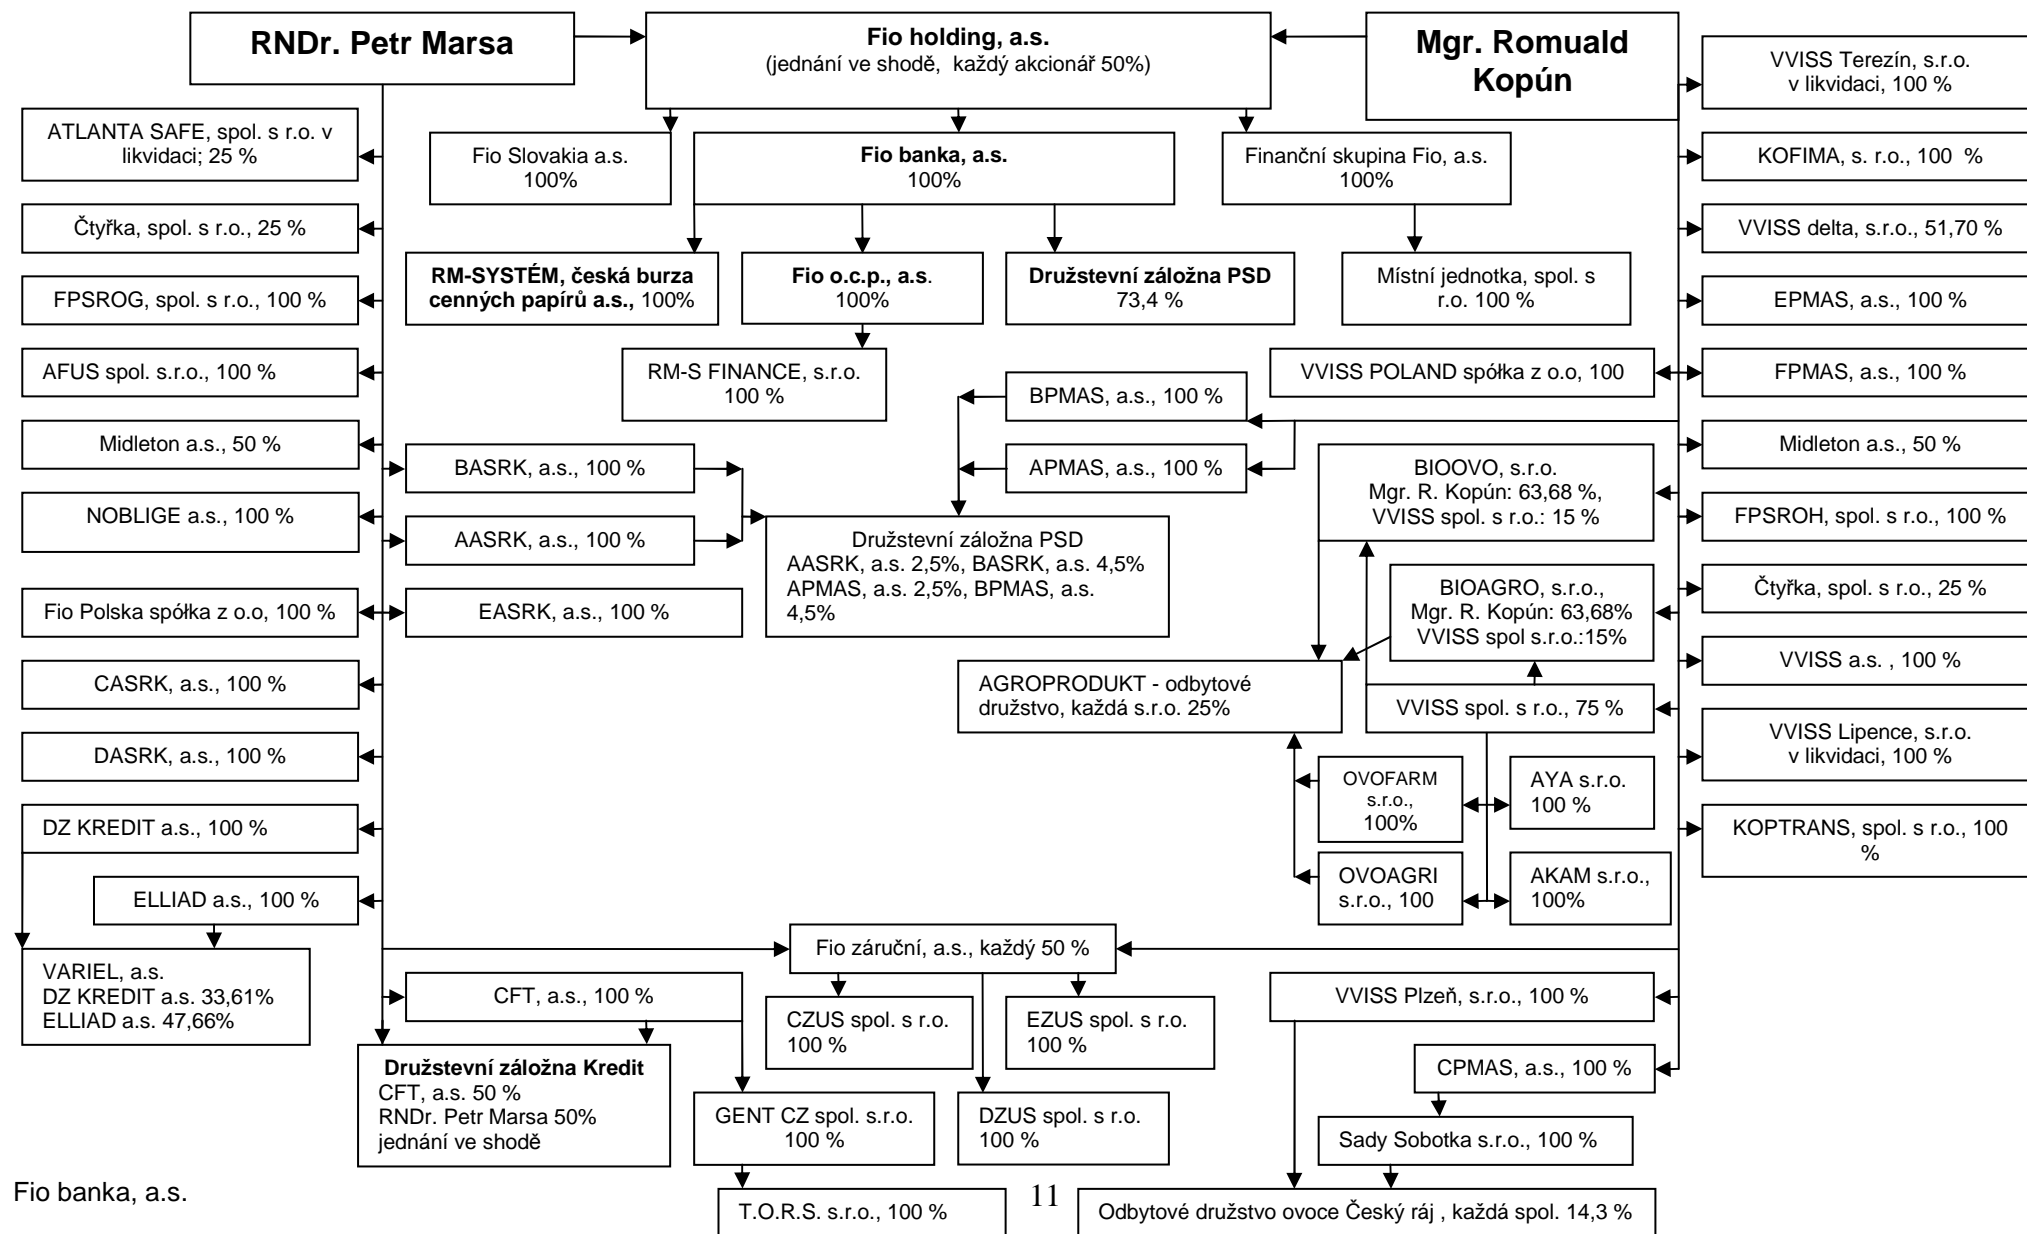 RNDr. Petr Marsa
Fio holding, a.s.
(jednání ve shodě,  každý akcionář 50%)
Mgr. Romuald
Kopún
VVISS Terezín, s.r.o.
v likvidaci, 100 %
ATLANTA SAFE, spol. s r.o. v
likvidaci; 25 %
Fio Slovakia a.s.
100%
Fio banka, a.s.
100%
Finanční skupina Fio, a.s.
100%
KOFIMA, s. r.o., 100  %
Čtyřka, spol. s r.o., 25 %
VVISS delta, s.r.o., 51,70 %
FPSROG, spol. s r.o., 100 %
RM-SYSTÉM, česká burza
cenných papírů a.s., 100%
Fio o.c.p., a.s.
100%
Družstevní záložna PSD
73,4 %
Místní jednotka, spol. s
r.o. 100 %
EPMAS, a.s., 100 %
AFUS spol. s.r.o., 100 %
RM-S FINANCE, s.r.o.
100 %
VVISS POLAND spółka z o.o, 100
FPMAS, a.s., 100 %
BPMAS, a.s., 100 %
Midleton a.s., 50 %
Midleton a.s., 50 %
BASRK, a.s., 100 %
APMAS, a.s., 100 %
BIOOVO, s.r.o.
Mgr. R. Kopún: 63,68 %,
VVISS spol. s r.o.: 15 %
NOBLIGE a.s., 100 %
FPSROH, spol. s r.o., 100 %
AASRK, a.s., 100 %
Družstevní záložna PSD
AASRK, a.s. 2,5%, BASRK, a.s. 4,5%
APMAS, a.s. 2,5%, BPMAS, a.s.
4,5%
Fio Polska spółka z o.o, 100 %
EASRK, a.s., 100 %
BIOAGRO, s.r.o.,
Mgr. R. Kopún: 63,68%
VVISS spol s.r.o.:15%
Čtyřka, spol. s r.o., 25 %
VVISS a.s. , 100 %
CASRK, a.s., 100 %
AGROPRODUKT - odbytové
družstvo, každá s.r.o. 25%
VVISS spol. s r.o., 75 %
DASRK, a.s., 100 %
VVISS Lipence, s.r.o.
v likvidaci, 100 %
OVOFARM
s.r.o.,
100%
AYA s.r.o.
100 %
DZ KREDIT a.s., 100 %
KOPTRANS, spol. s r.o., 100
%
OVOAGRI
s.r.o., 100
AKAM s.r.o.,
100%
ELLIAD a.s., 100 %
Fio záruční, a.s., každý 50 %
VARIEL, a.s.
DZ KREDIT a.s. 33,61%
ELLIAD a.s. 47,66%
CFT, a.s., 100 %
VVISS Plzeň, s.r.o., 100 %
CZUS spol. s r.o.
100 %
EZUS spol. s r.o.
100 %
Družstevní záložna Kredit
CFT, a.s. 50 %
RNDr. Petr Marsa 50%
jednání ve shodě
CPMAS, a.s., 100 %
GENT CZ spol. s.r.o.
100 %
DZUS spol. s r.o.
100 %
Sady Sobotka s.r.o., 100 %
Fio banka, a.s.
T.O.R.S. s.r.o., 100 %
11
Odbytové družstvo ovoce Český ráj , každá spol. 14,3 %